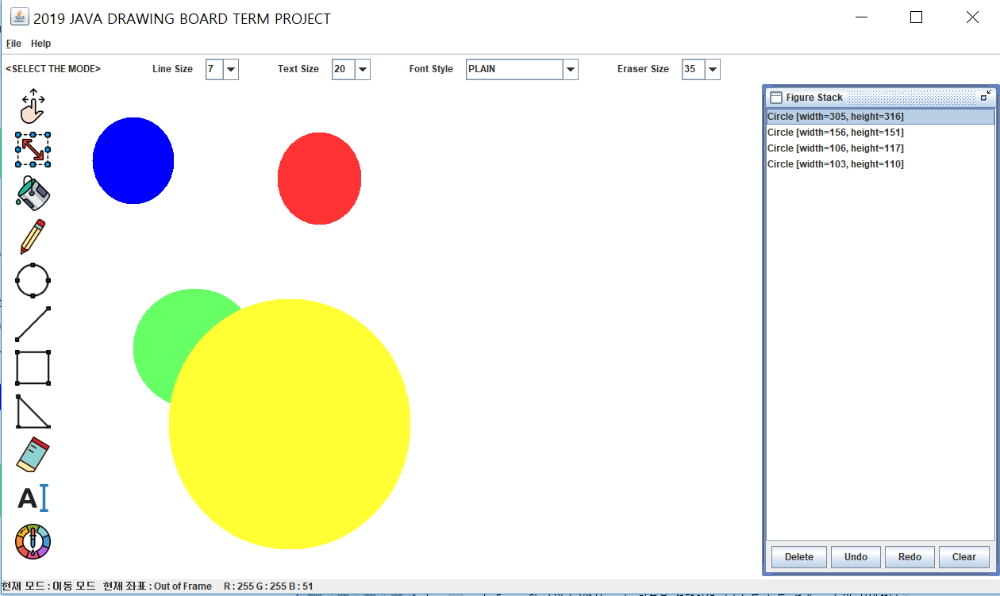 2019 JAVA DRAWING BOARD TERM PROJECT
File Help
<SELECT THE MODE> Line Size 7 Text Size 20 Font Style PLAIN Eraser Size 35
Figure Stack
Circle [width=305, height=316]
Circle [width=156, height=151]
Circle [width=106, height=117]
Circle [width=103, height=110]
A
Delete Undo Redo Clear
현재 모드 : 이동 모드 현재 좌표 : Out of Frame R : 255 G : 255 B : 51